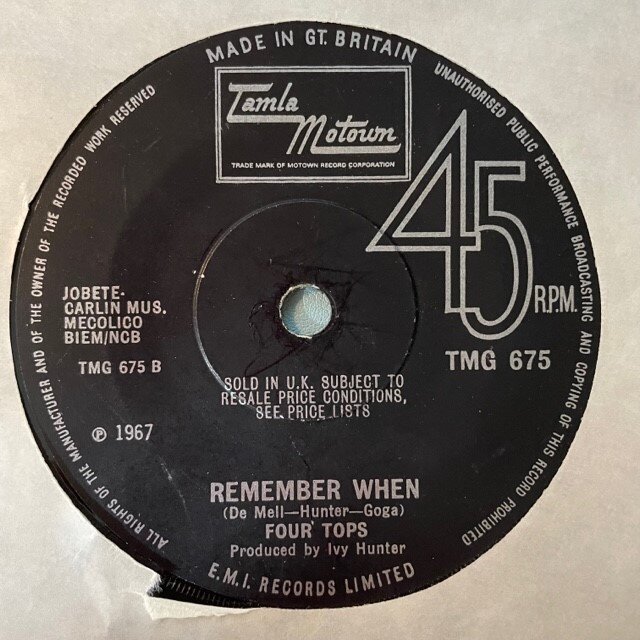 MADE IN GT. BRITAIN
UNAUTHORISED PUBLIC PERFORMANCE BROADCASTING AND COPYING OF THIS RECORD PROHIBITED
ALL RIGHTS OF THE MANUFACTURER AND OF THE OWNER OF THE RECORDED WORK RESERVED
Tamla
Motown
TRADE MARK OF MOTOWN RECORD CORPORATION
45
R.P.M.
JOBETE-
CARLIN MUS.
MECOLICO
BIEM/NCB
TMG 675 B
TMG 675
SOLD IN U.K. SUBJECT TO
RESALE PRICE CONDITIONS,
SEE PRICE LISTS
℗ 1967
REMEMBER WHEN
(De Mell—Hunter—Goga)
FOUR TOPS
Produced by Ivy Hunter
E.M.I. RECORDS LIMITED